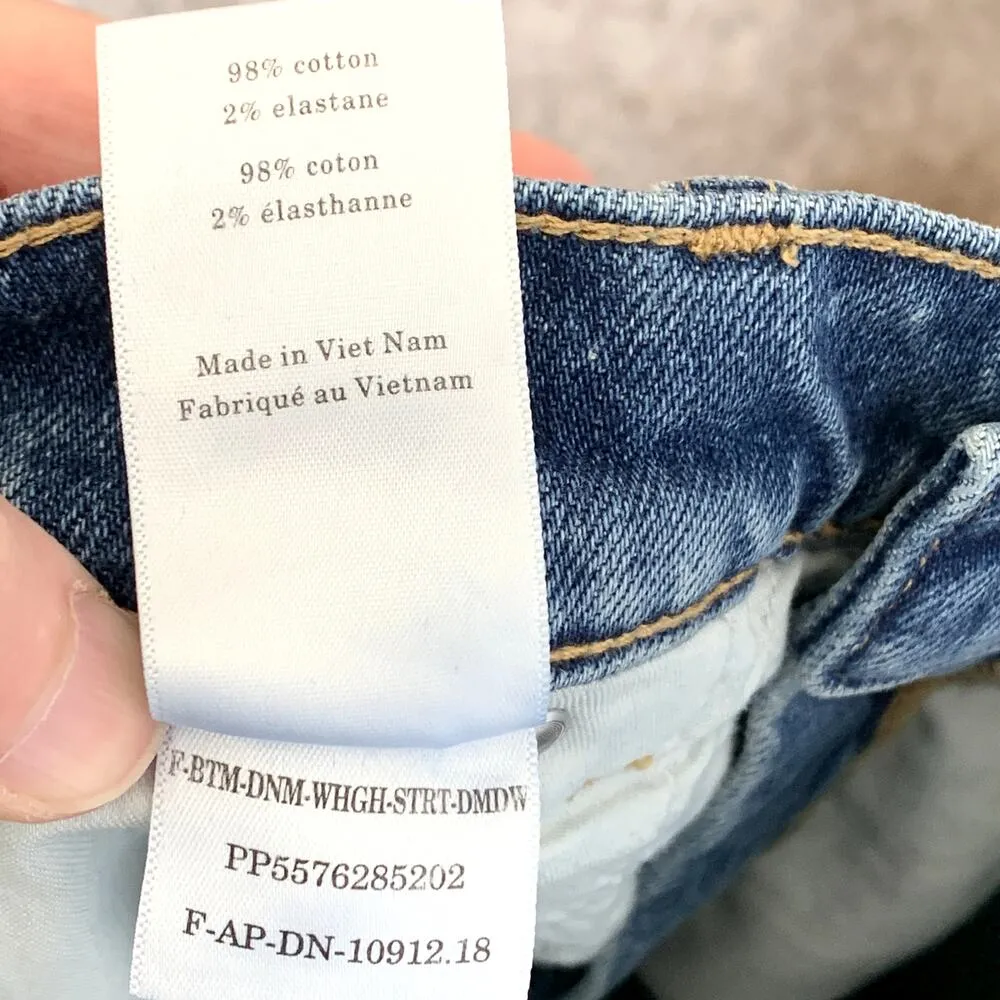 98% cotton
2% elastane
98% coton
2% élasthanne
Made in Viet Nam
Fabriqué au Vietnam
F-BTM-DNM-WHGH-STRT-DMDW
PP5576285202
F-AP-DN-10912.18